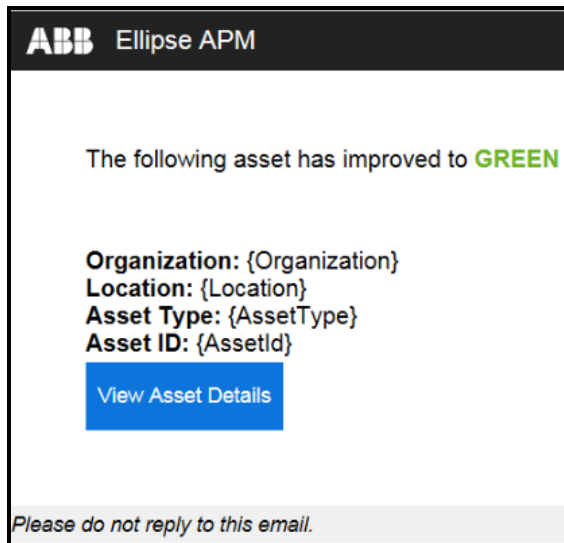 ABB Ellipse APM
The following asset has improved to GREEN
Organization: {Organization}
Location: {Location}
Asset Type: {AssetType}
Asset ID: {AssetId}
View Asset Details
Please do not reply to this email.